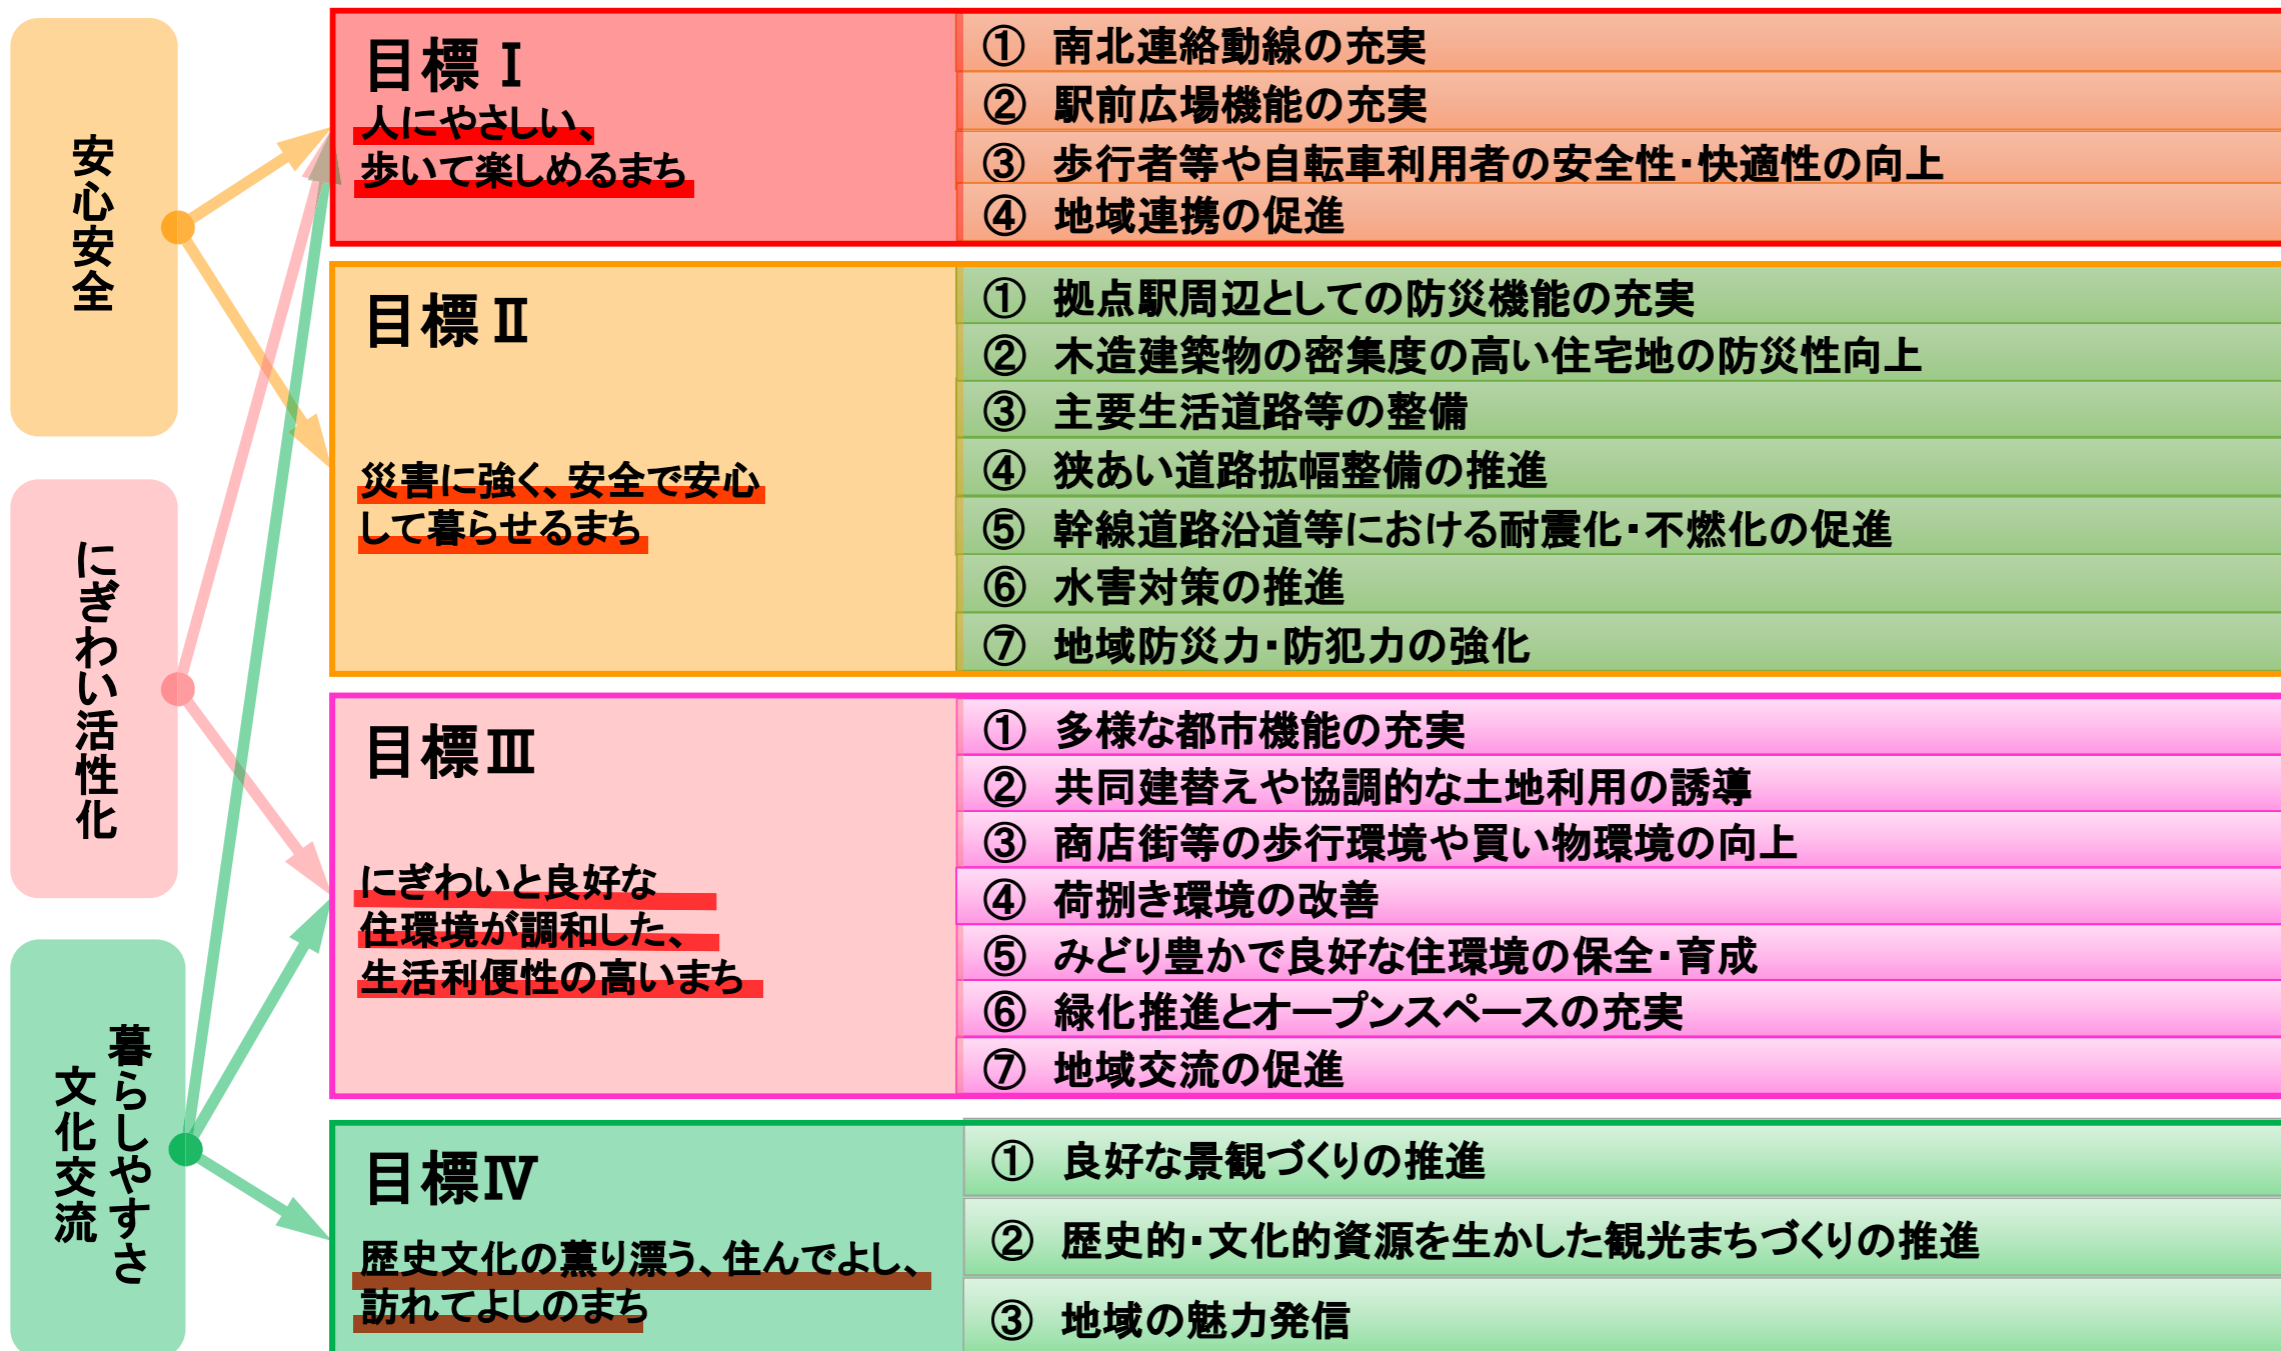 安心安全
にぎわい活性化
暮らしやすさ
文化交流
目標Ⅰ
人にやさしい、
歩いて楽しめるまち
① 南北連絡動線の充実
② 駅前広場機能の充実
③ 歩行者等や自転車利用者の安全性・快適性の向上
④ 地域連携の促進
目標Ⅱ
災害に強く、安全で安心
して暮らせるまち
① 拠点駅周辺としての防災機能の充実
② 木造建築物の密集度の高い住宅地の防災性向上
③ 主要生活道路等の整備
④ 狭あい道路拡幅整備の推進
⑤ 幹線道路沿道等における耐震化・不燃化の促進
⑥ 水害対策の推進
⑦ 地域防災力・防犯力の強化
目標Ⅲ
にぎわいと良好な
住環境が調和した、
生活利便性の高いまち
① 多様な都市機能の充実
② 共同建替えや協調的な土地利用の誘導
③ 商店街等の歩行環境や買い物環境の向上
④ 荷捌き環境の改善
⑤ みどり豊かで良好な住環境の保全・育成
⑥ 緑化推進とオープンスペースの充実
⑦ 地域交流の促進
目標Ⅳ
歴史文化の薫り漂う、住んでよし、
訪れてよしのまち
① 良好な景観づくりの推進
② 歴史的・文化的資源を生かした観光まちづくりの推進
③ 地域の魅力発信